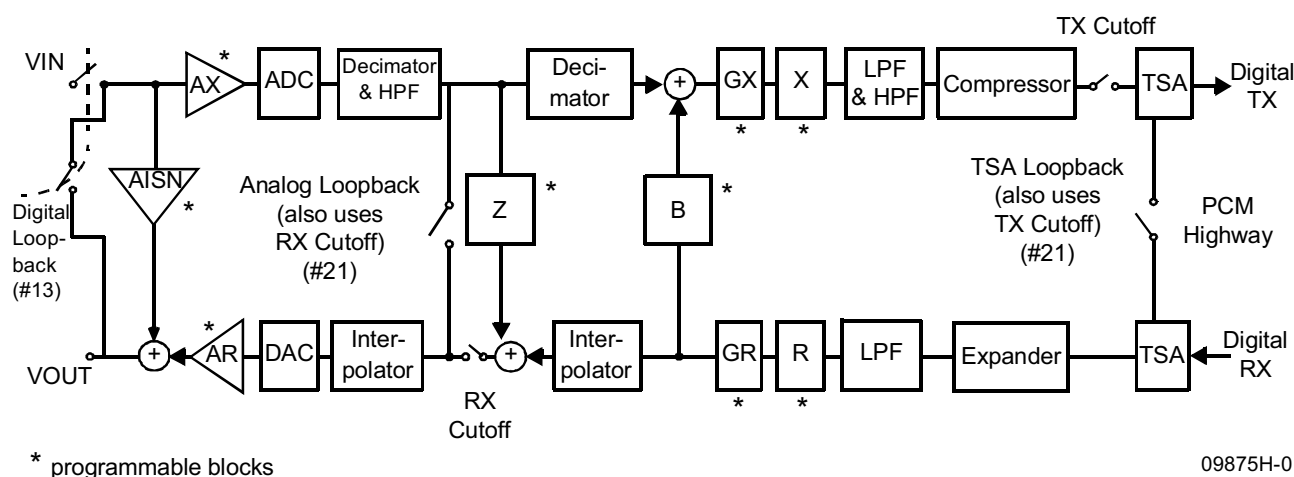 TX Cutoff
VIN
*
AX
ADC
Decimator
& HPF
Deci-
mator
+
GX
*
X
*
LPF
& HPF
Compressor
TSA
Digital
TX
AISN
*
Digital
Loop-
back
(#13)
Analog Loopback
(also uses
RX Cutoff)
(#21)
Z
*
B
*
TSA Loopback
(also uses
TX Cutoff)
(#21)
PCM
Highway
VOUT
+
*
AR
DAC
Inter-
polator
RX
Cutoff
+
Inter-
polator
GR
*
R
*
LPF
Expander
TSA
Digital
RX
* programmable blocks
09875H-0